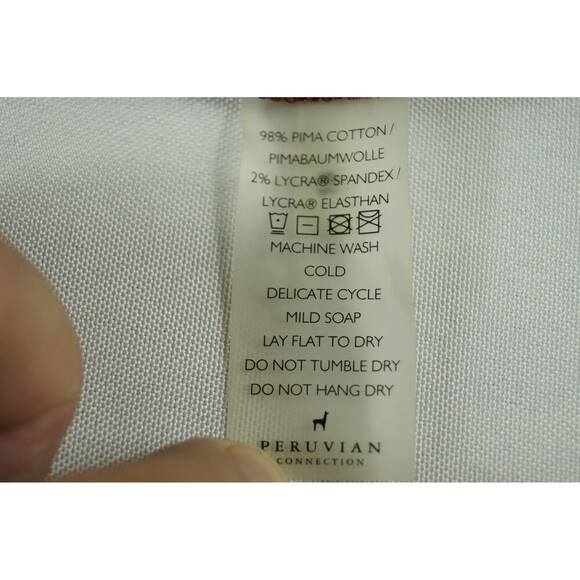 98% PIMA COTTON /
PIMABAUMWOLLE
2% LYCRA® SPANDEX /
LYCRA® ELASTHAN
MACHINE WASH
COLD
DELICATE CYCLE
MILD SOAP
LAY FLAT TO DRY
DO NOT TUMBLE DRY
DO NOT HANG DRY
PERUVIAN
CONNECTION